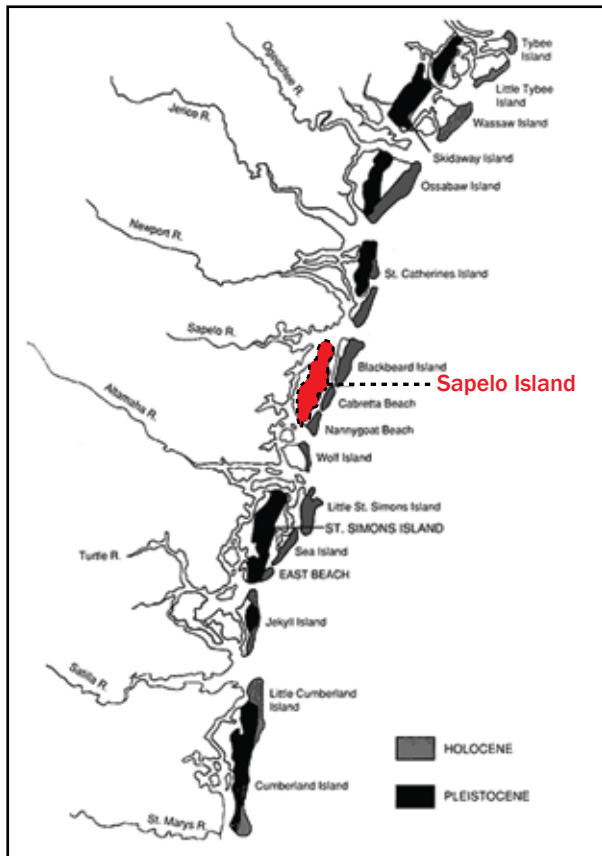 Ogeechee R.
Tybee
Island
Little Tybee
Island
Wassaw Island
Jerico R.
Skidaway Island
Ossabaw Island
Newport R.
St. Catherines Island
Sapelo R.
Blackbeard Island
Sapelo Island
Cabretta Beach
Altamaha R.
Nannygoat Beach
Wolf Island
Little St. Simons Island
ST. SIMONS ISLAND
Turtle R.
Sea Island
EAST BEACH
Jekyll Island
Satilla R.
Little Cumberland
Island
HOLOCENE
Cumberland Island
PLEISTOCENE
St. Marys R.